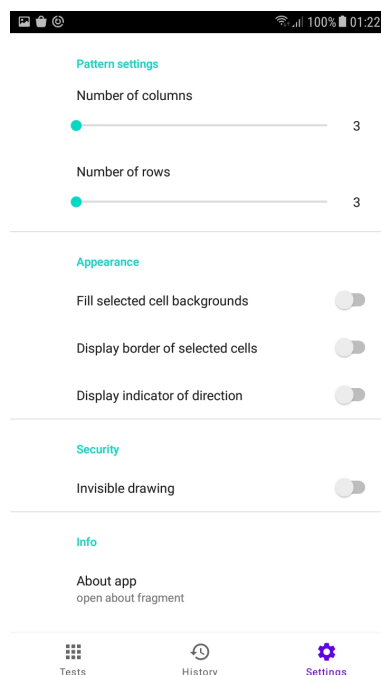 100% 01:22
Pattern settings
Number of columns
3
Number of rows
3
Appearance
Fill selected cell backgrounds
Display border of selected cells
Display indicator of direction
Security
Invisible drawing
Info
About app
open about fragment
Tests History Settings